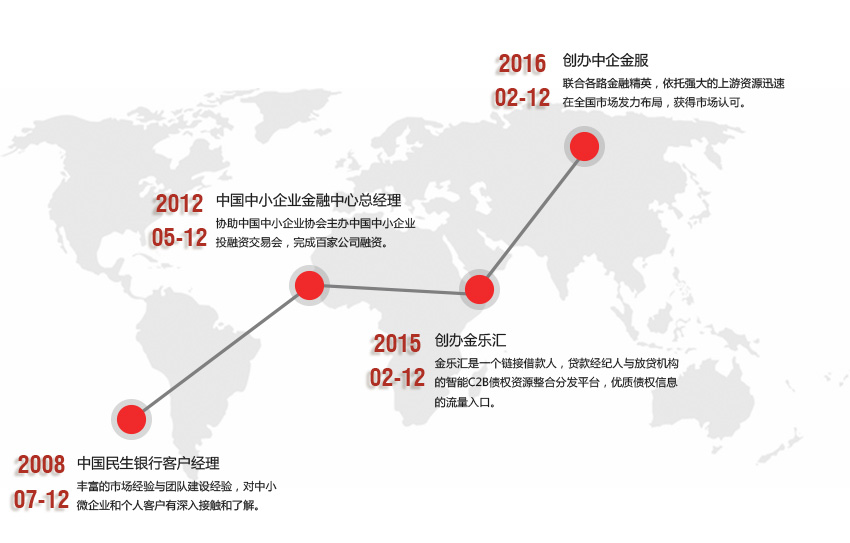 2016
02-12
创办中企金服
联合各路金融精英，依托强大的上游资源迅速
在全国市场发力布局，获得市场认可。
2012
05-12
中国中小企业金融中心总经理
协助中国中小企业协会主办中国中小企业
投融资交易会，完成百家公司融资。
2015
02-12
创办金乐汇
金乐汇是一个链接借款人，贷款经纪人与放贷机构
的智能C2B债权资源整合分发平台，优质债权信息
的流量入口。
2008
07-12
中国民生银行客户经理
丰富的市场经验与团队建设经验，对中小
微企业和个人客户有深入接触和了解。